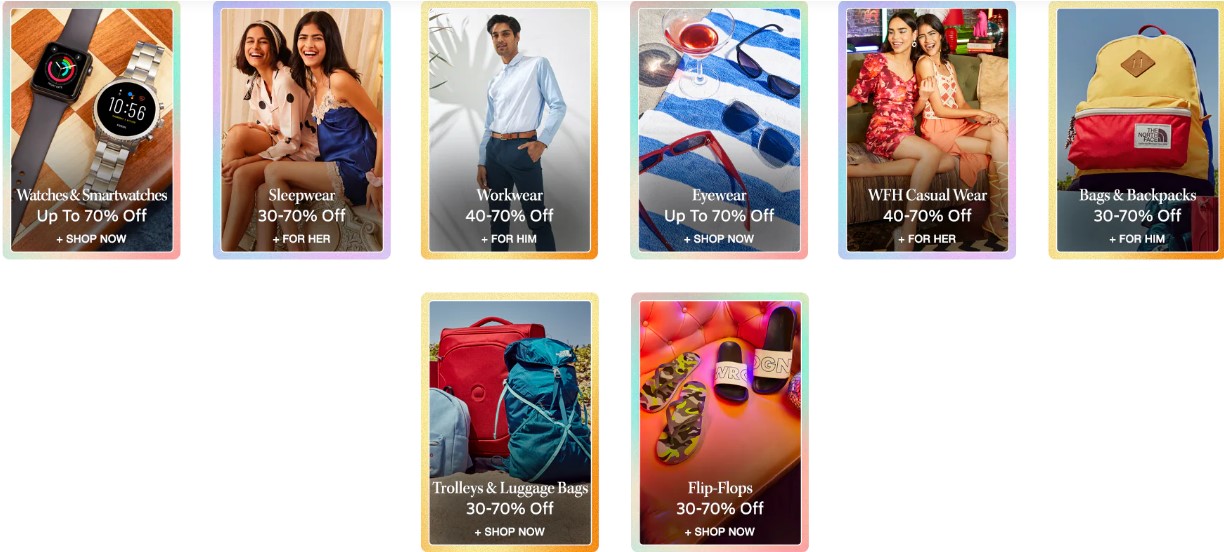 10:56
Watches & Smartwatches
Up To 70% Off
+ SHOP NOW
Sleepwear
30-70% Off
+ FOR HER
Workwear
40-70% Off
+ FOR HIM
Eyewear
Up To 70% Off
+ SHOP NOW
WFH Casual Wear
40-70% Off
+ FOR HER
THE
NORTH
FACE
Bags & Backpacks
30-70% Off
+ FOR HIM
Trolleys & Luggage Bags
30-70% Off
+ SHOP NOW
WRO
OGN
Flip-Flops
30-70% Off
+ SHOP NOW